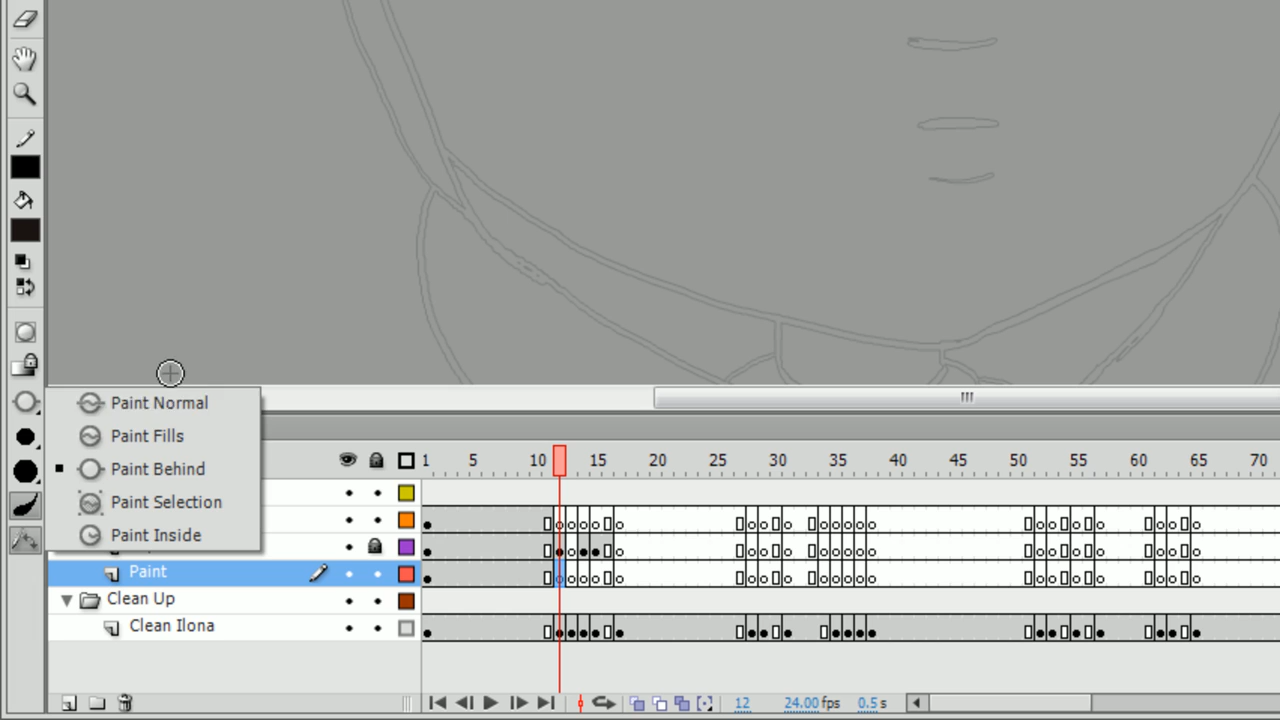 Paint Normal
Paint Fills
Paint Behind
Paint Selection
Paint Inside
1 5 10 15 20 25 30 35 40 45 50 55 60 65 70
Paint
Clean Up
Clean Ilona
12 24.00 fps 0.5 s